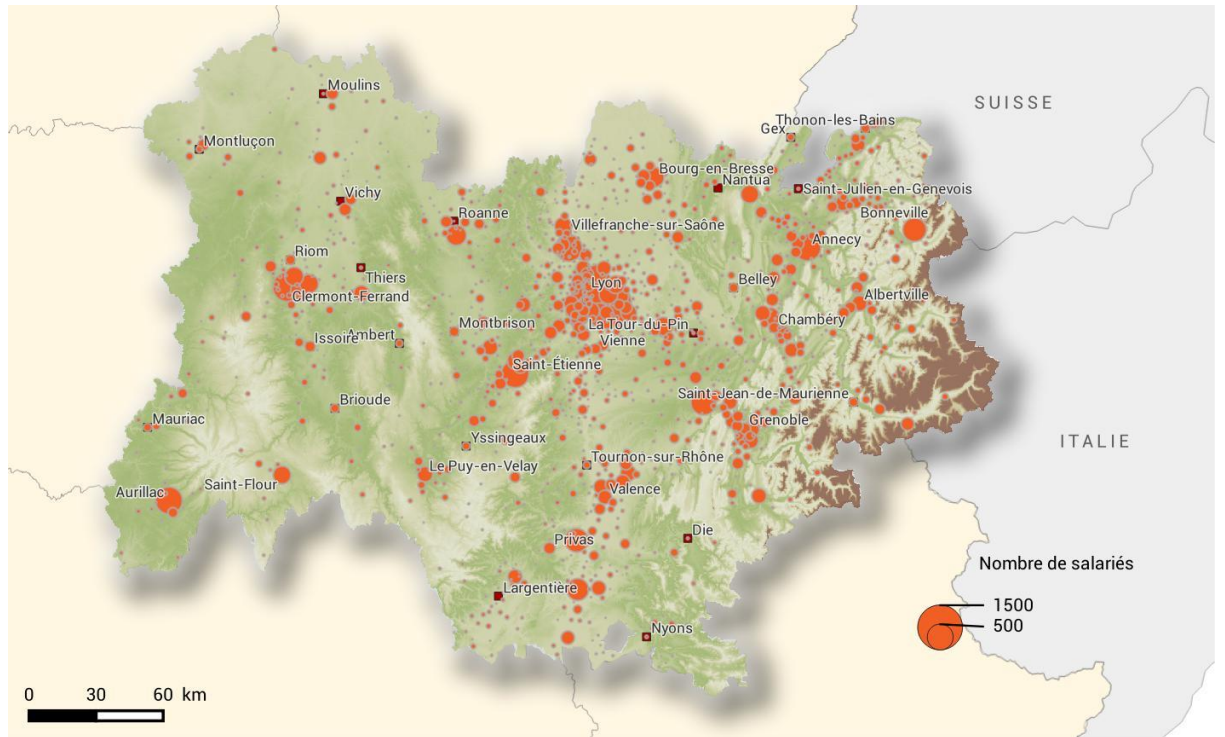 SUISSE
Thonon-les-Bains
Gex
Moulins
Montluçon
Bourg-en-Bresse
Nantua
Saint-Julien-en-Genevois
Vichy
Roanne
Villefranche-sur-Saône
Bonneville
Annecy
Riom
Thiers
Lyon
Belley
Albertville
Clermont-Ferrand
Chambéry
Montbrison
La Tour-du-Pin
Issoire
Ambert
Vienne
Saint-Étienne
Saint-Jean-de-Maurienne
Brioude
Mauriac
Grenoble
ITALIE
Yssingeaux
Tournon-sur-Rhône
Le Puy-en-Velay
Saint-Flour
Aurillac
Valence
Die
Privas
Nombre de salariés
Largentière
1500
500
Nyons
0 30 60 km